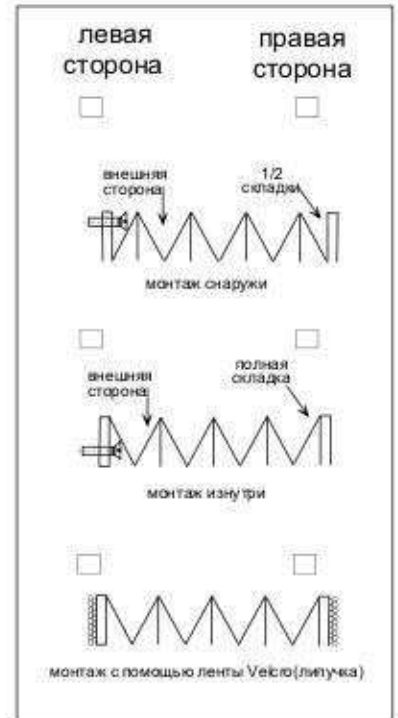 левая
сторона
правая
сторона
внешняя
сторона
1/2
складки
монтаж снаружи
внешняя
сторона
полная
складка
монтаж изнутри
монтаж с помощью ленты Velcro(липучка)